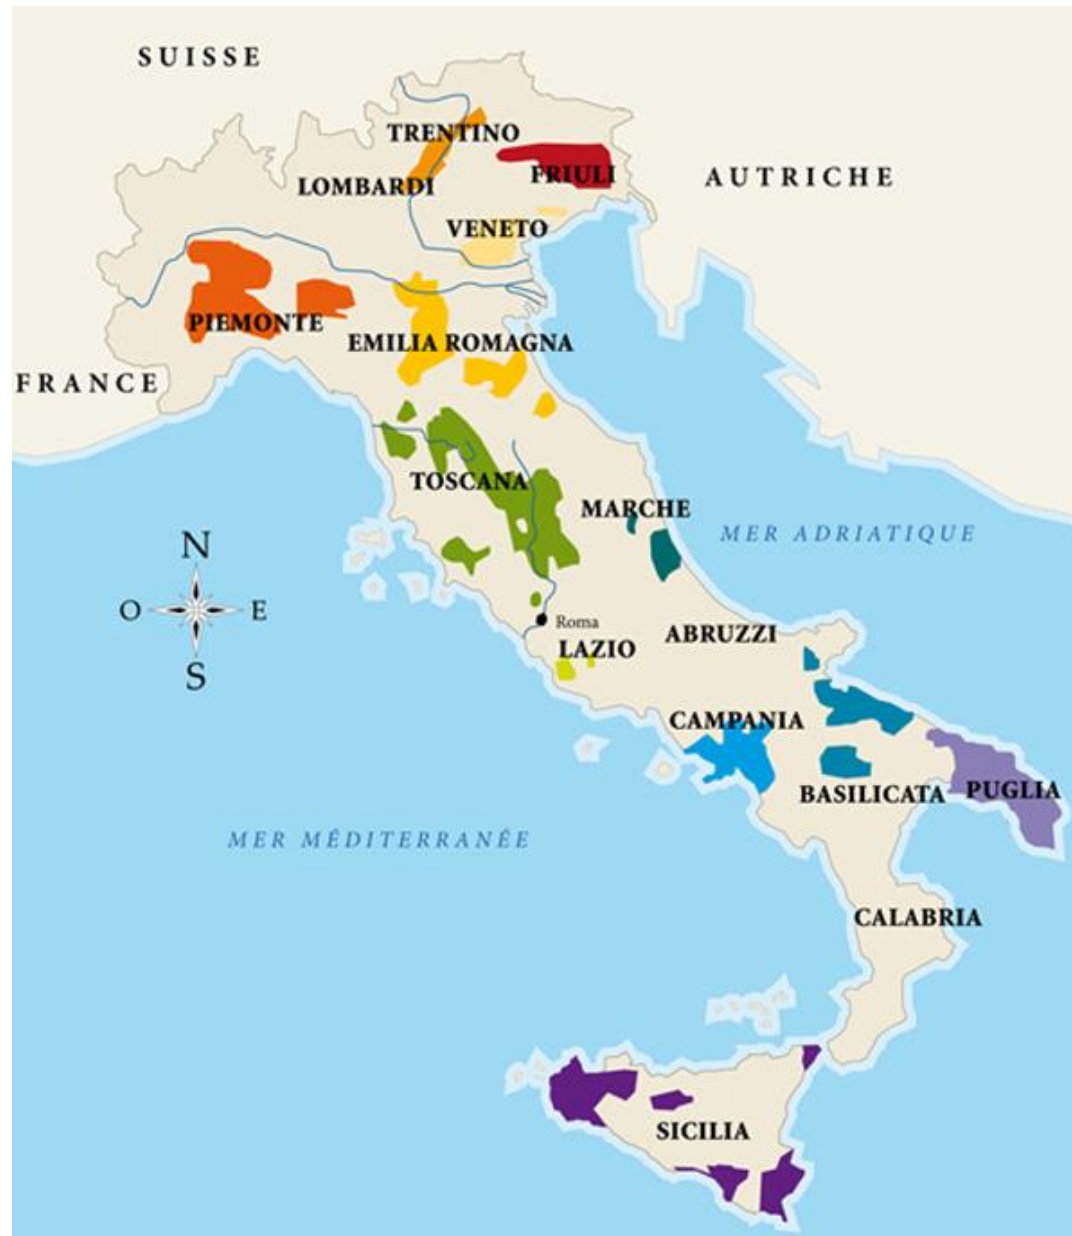 SUISSE
TRENTINO
FRIULI
AUTRICHE
LOMBARDI
VENETO
PIEMONTE
EMILIA ROMAGNA
FRANCE
TOSCANA
MARCHE
MER ADRIATIQUE
N
O
E
S
Roma
LAZIO
ABRUZZI
CAMPANIA
BASILICATA
PUGLIA
MER MÉDITERRANÉE
CALABRIA
SICILIA